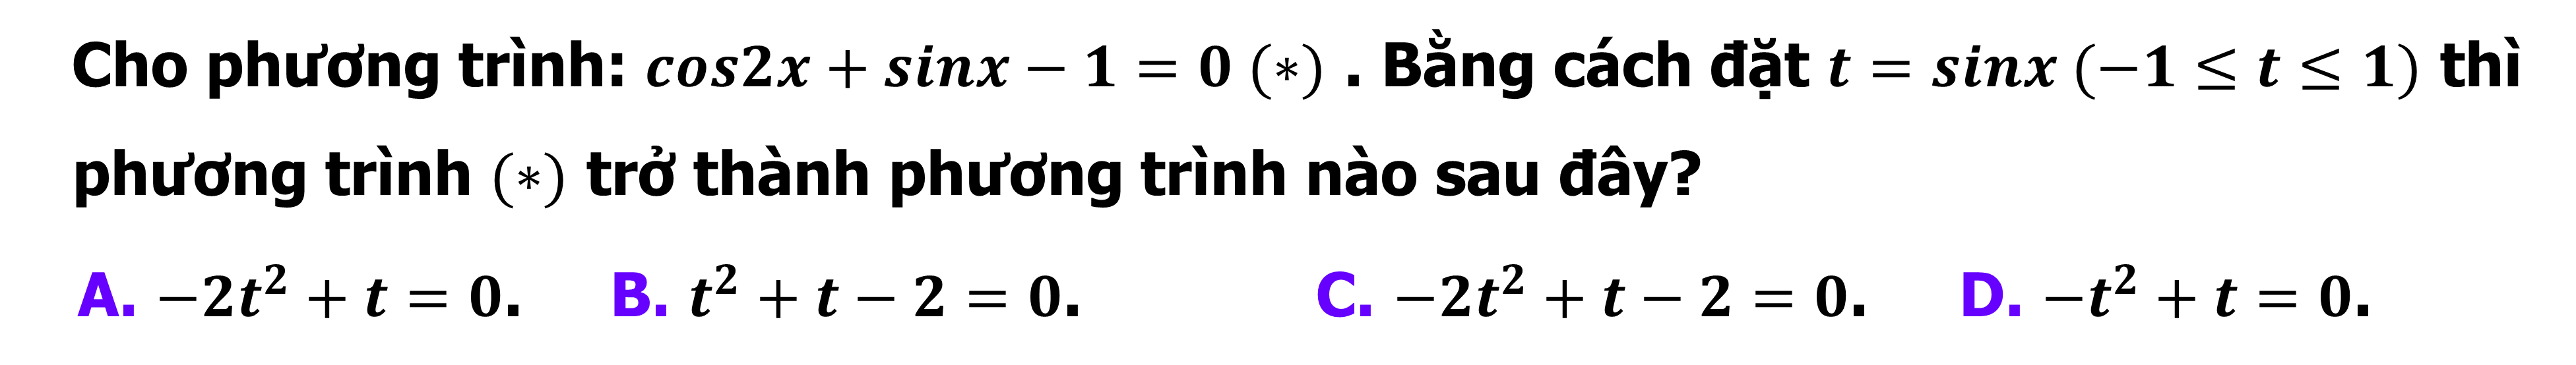 Cho phương trình: cos2x + sinx − 1 = 0 (∗) . Bằng cách đặt t = sinx (−1 ≤ t ≤ 1) thì
phương trình (∗) trở thành phương trình nào sau đây?
A. −2t² + t = 0. B. t² + t − 2 = 0. C. −2t² + t − 2 = 0. D. −t² + t = 0.